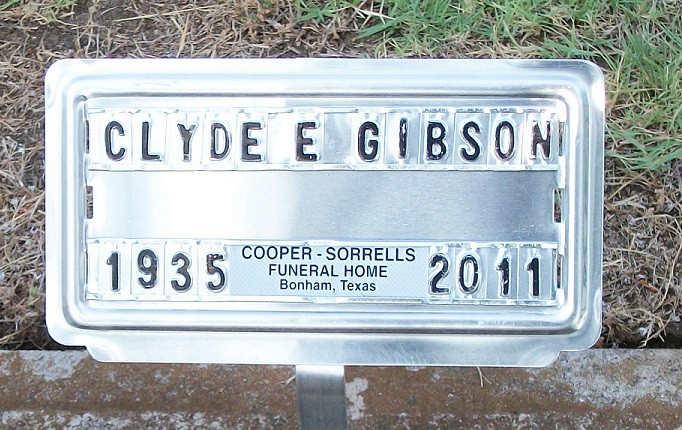 CLYDE E GIBSON
1935
COOPER - SORRELLS
FUNERAL HOME
Bonham, Texas
2011